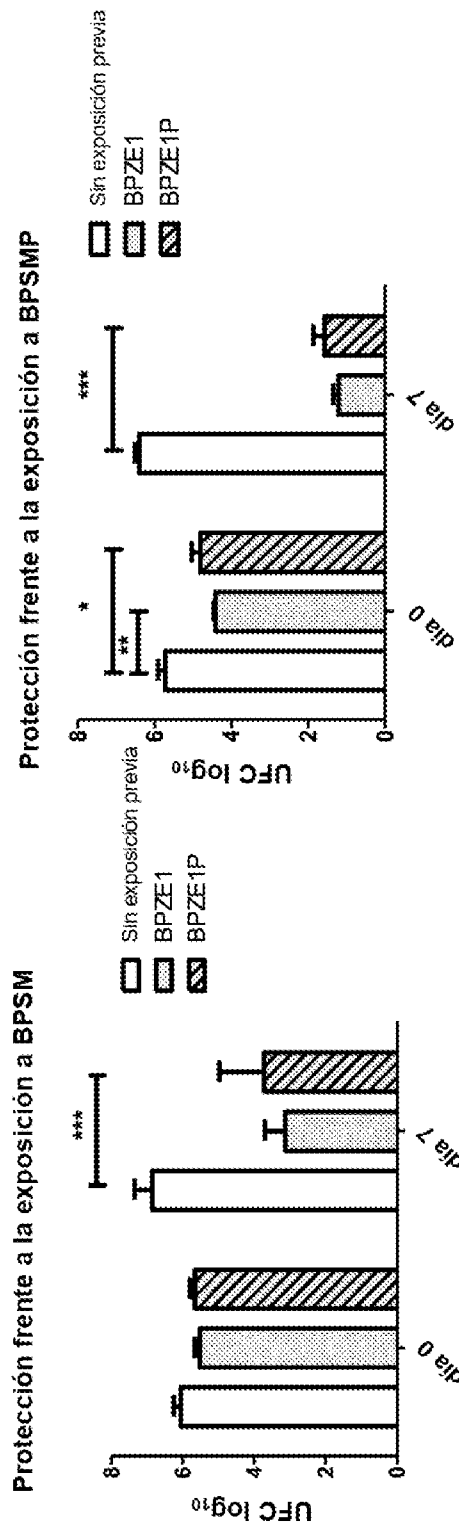 Protección frente a la exposición a BPSM
Sin exposición previa
BPZE1
BPZE1P
***
8
6
4
2
0
UFC log₁₀
día 0
día 7
Protección frente a la exposición a BPSMP
Sin exposición previa
BPZE1
BPZE1P
*
**
***
8
6
4
2
0
UFC log₁₀
día 0
día 7